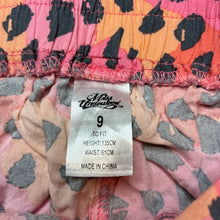 Miss
Understood
9
TO FIT
HEIGHT: 135CM
WAIST: 61CM
MADE IN CHINA